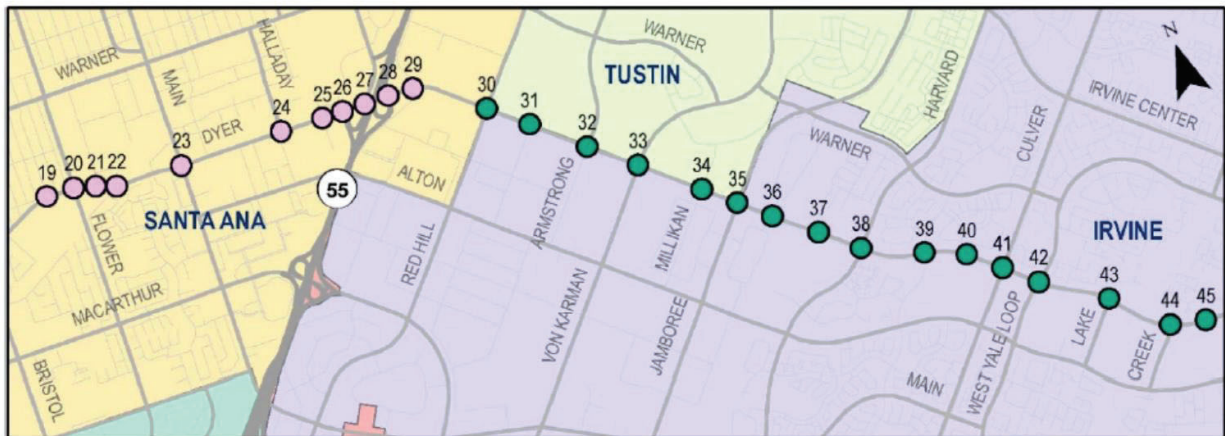 WARNER
MAIN
HALLADAY
DYER
19
20
21
22
23
24
25
26
27
28
29
FLOWER
SANTA ANA
MACARTHUR
BRISTOL
55
ALTON
RED HILL
30
31
32
33
34
35
36
37
38
39
40
41
42
43
44
45
WARNER
TUSTIN
ARMSTRONG
VON KARMAN
MILLIKAN
JAMBOREE
WARNER
HARVARD
CULVER
IRVINE CENTER
N
IRVINE
MAIN
WEST YALE LOOP
LAKE
CREEK